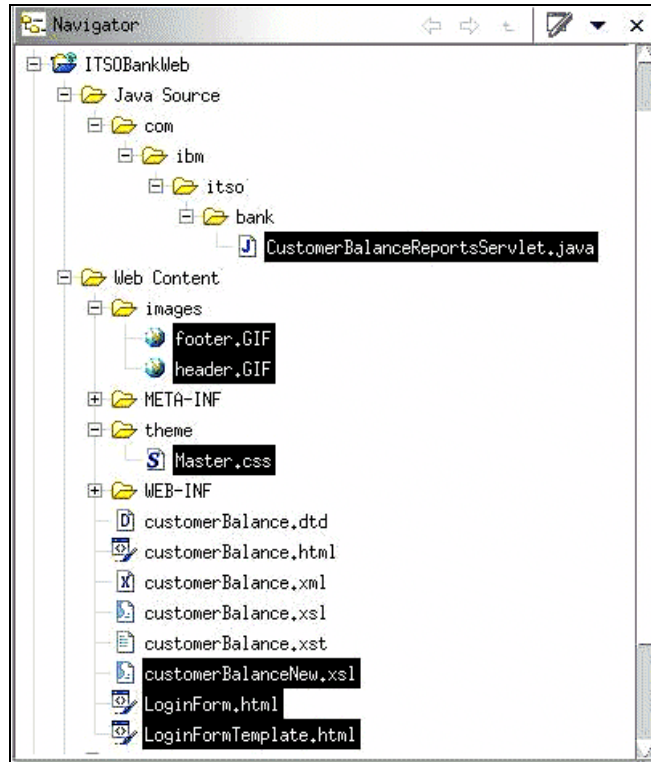 Navigator
ITSOBankWeb
Java Source
com
ibm
itso
bank
CustomerBalanceReportsServlet.java
Web Content
images
footer.GIF
header.GIF
META-INF
theme
Master.css
WEB-INF
customerBalance.dtd
customerBalance.html
customerBalance.xml
customerBalance.xsl
customerBalance.xst
customerBalanceNew.xsl
LoginForm.html
LoginFormTemplate.html